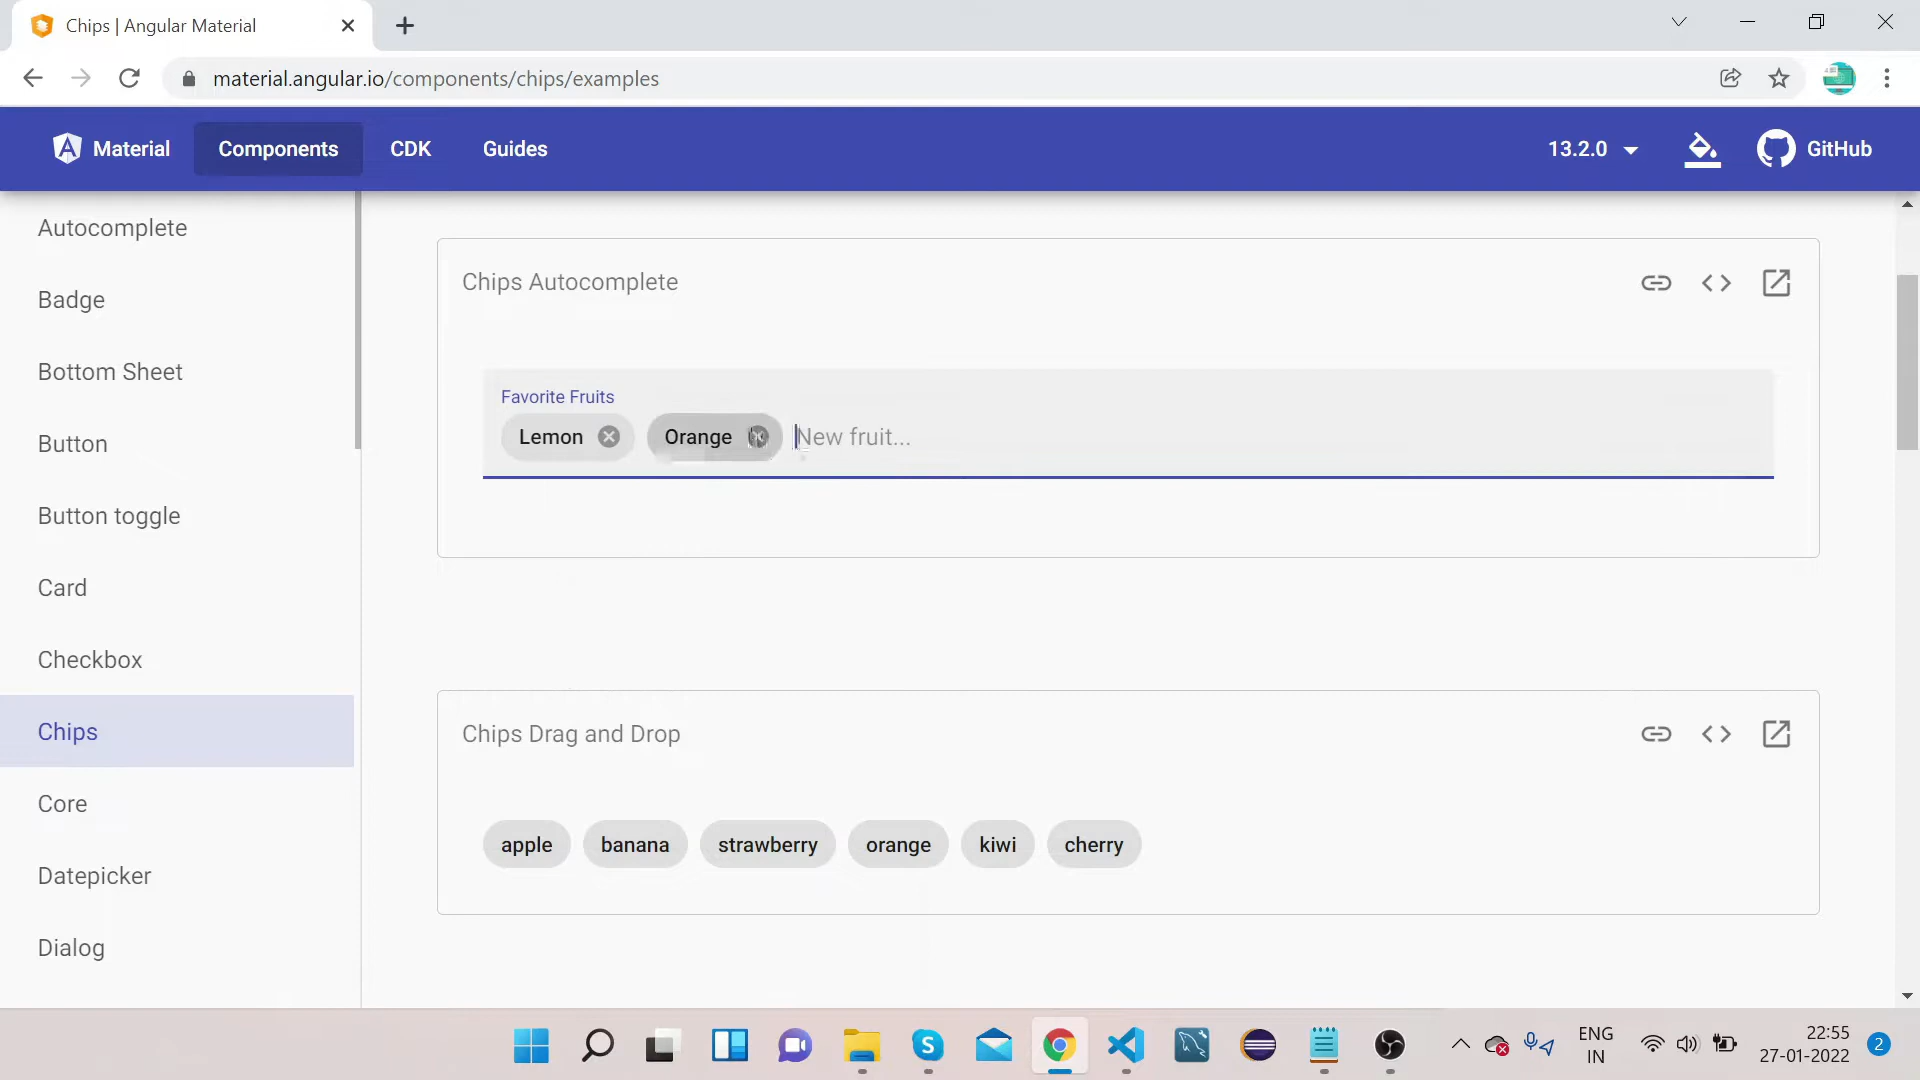 Chips | Angular Material
material.angular.io/components/chips/examples
Material
Components
CDK
Guides
13.2.0
GitHub
Autocomplete
Badge
Bottom Sheet
Button
Button toggle
Card
Checkbox
Chips
Core
Datepicker
Dialog
Chips Autocomplete
Favorite Fruits
Lemon
Orange
New fruit...
Chips Drag and Drop
apple
banana
strawberry
orange
kiwi
cherry
ENG
IN
22:55
27-01-2022
2